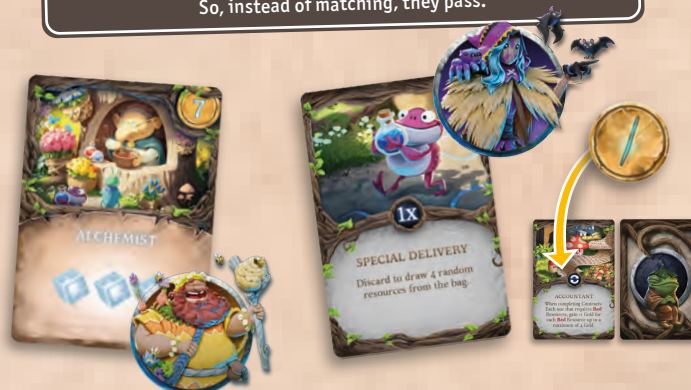 So, instead of matching, they pass.
7
ALCHEMIST
1X
SPECIAL DELIVERY
Discard to draw 4 random
resources from the bag.
1
ACCOUNTANT
When completing Contracts:
Each one that requires Red
Resources, gain 1 Gold for
each Red Resource up to a
maximum of 4 Gold.